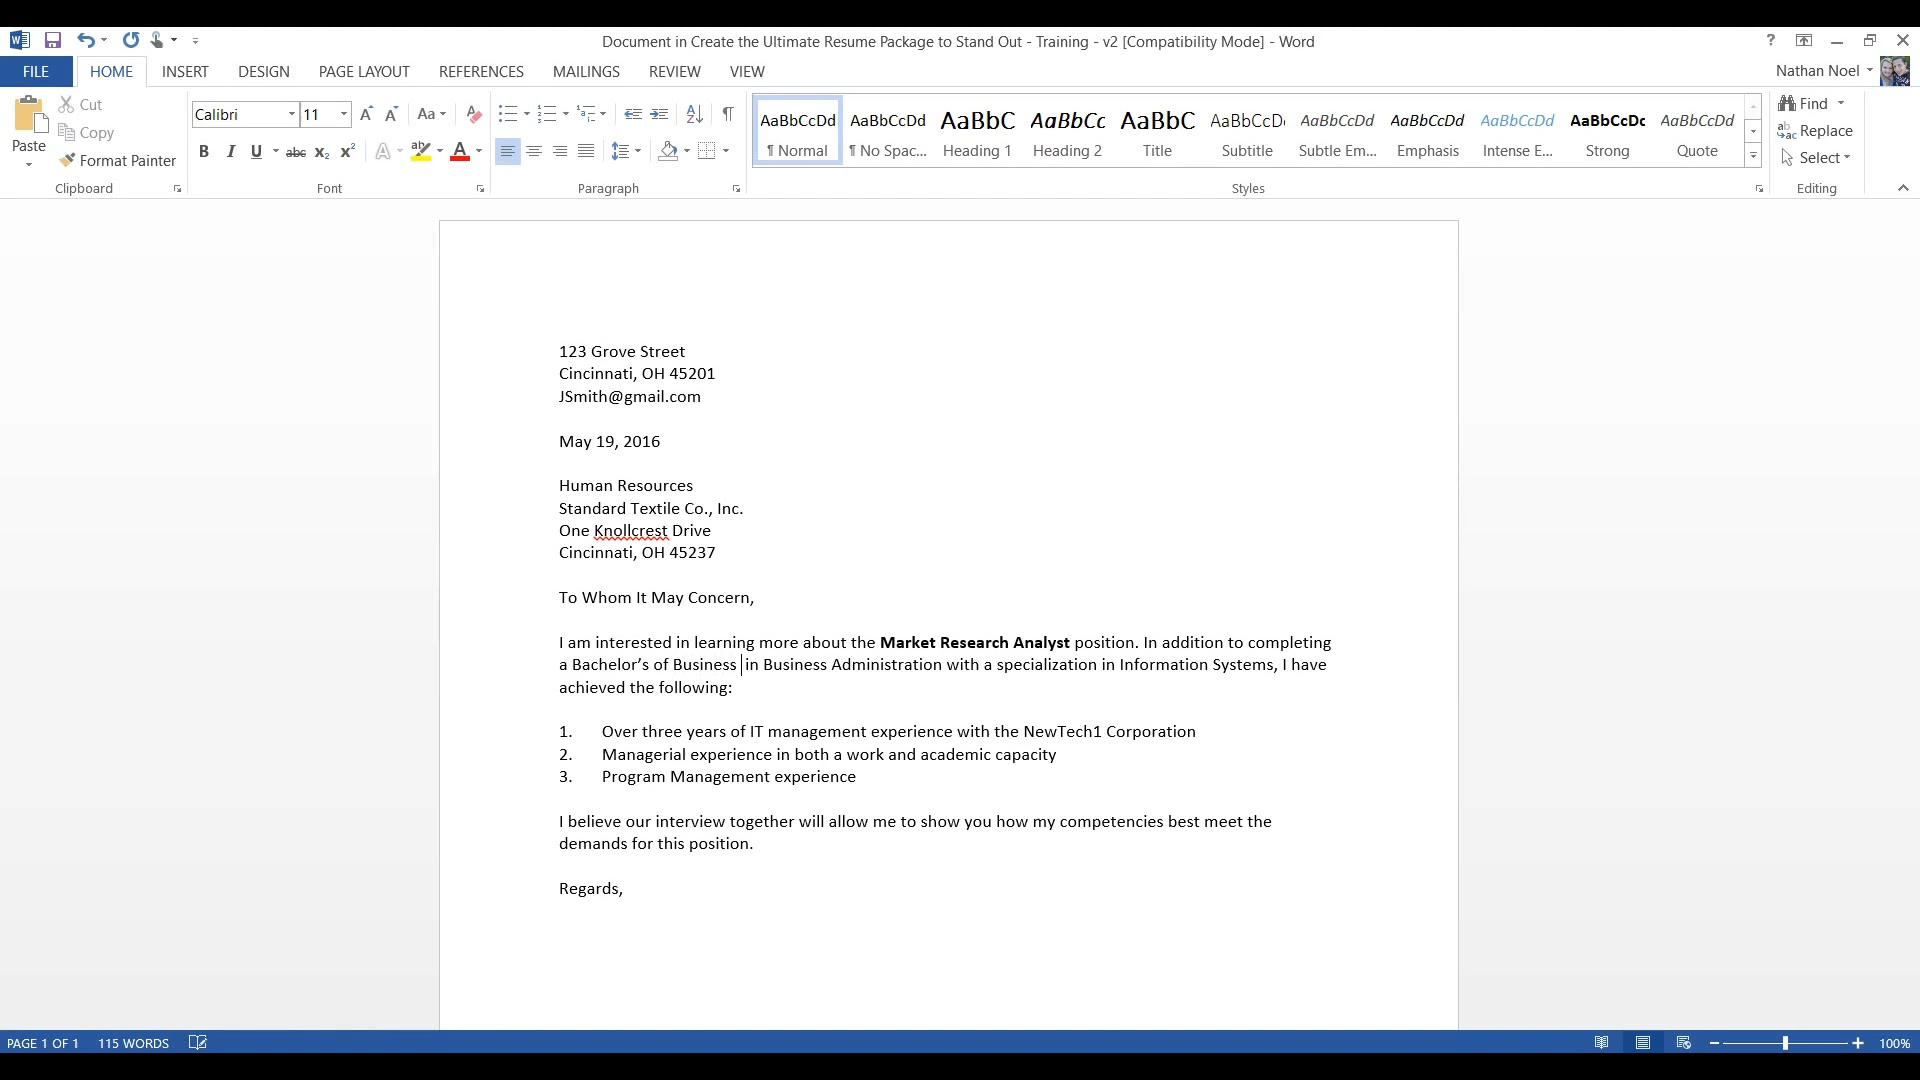 Document in Create the Ultimate Resume Package to Stand Out - Training - v2 [Compatibility Mode] - Word
?
FILE HOME INSERT DESIGN PAGE LAYOUT REFERENCES MAILINGS REVIEW VIEW
Nathan Noel
Paste
Cut
Copy
Format Painter
Clipboard
Calibri 11
Aa
B I U abc X₂ X² A ab A
Font
Paragraph
AaBbCcDd AaBbCcDd AaBbC AaBbCc AaBbC AaBbCcDc AaBbCcDd AaBbCcDd AaBbCcDd AaBbCcDc AaBbCcDd
¶ Normal ¶ No Spac... Heading 1 Heading 2 Title Subtitle Subtle Em... Emphasis Intense E... Strong Quote
Styles
Find
Replace
Select
Editing
123 Grove Street
Cincinnati, OH 45201
JSmith@gmail.com
May 19, 2016
Human Resources
Standard Textile Co., Inc.
One Knollcrest Drive
Cincinnati, OH 45237
To Whom It May Concern,
I am interested in learning more about the Market Research Analyst position. In addition to completing
a Bachelor’s of Business in Business Administration with a specialization in Information Systems, I have
achieved the following:
1. Over three years of IT management experience with the NewTech1 Corporation
2. Managerial experience in both a work and academic capacity
3. Program Management experience
I believe our interview together will allow me to show you how my competencies best meet the
demands for this position.
Regards,
PAGE 1 OF 1 115 WORDS
100%